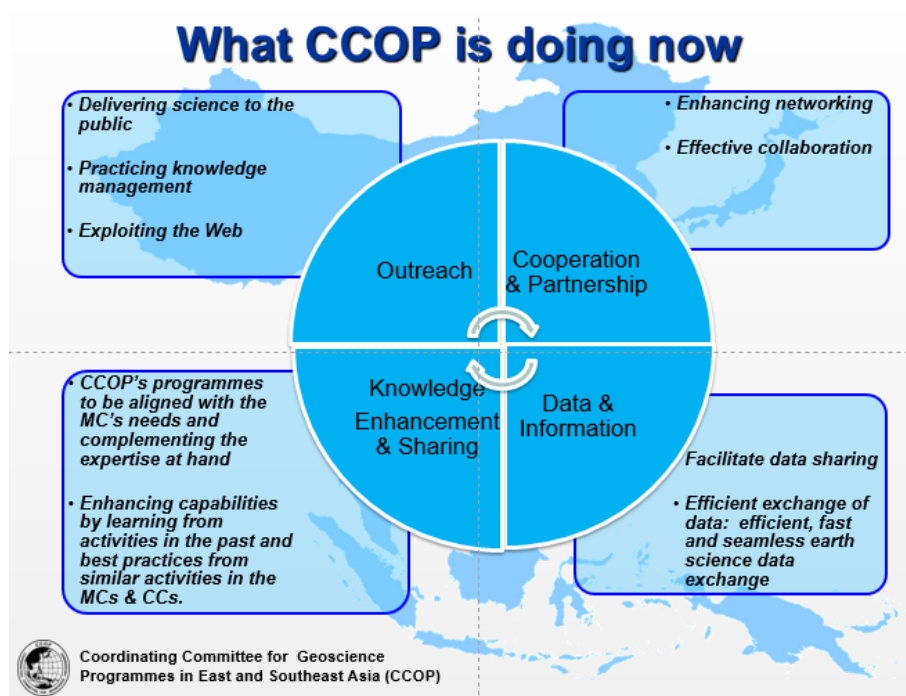 What CCOP is doing now
• Delivering science to the
public
• Practicing knowledge
management
• Exploiting the Web
• Enhancing networking
• Effective collaboration
Outreach
Cooperation
& Partnership
Knowledge
Enhancement
& Sharing
Data &
Information
• CCOP's programmes
to be aligned with the
MC's needs and
complementing the
expertise at hand
• Enhancing capabilities
by learning from
activities in the past and
best practices from
similar activities in the
MCs & CCs.
Facilitate data sharing
• Efficient exchange of
data: efficient, fast
and seamless earth
science data
exchange
Coordinating Committee for Geoscience
Programmes in East and Southeast Asia (CCOP)